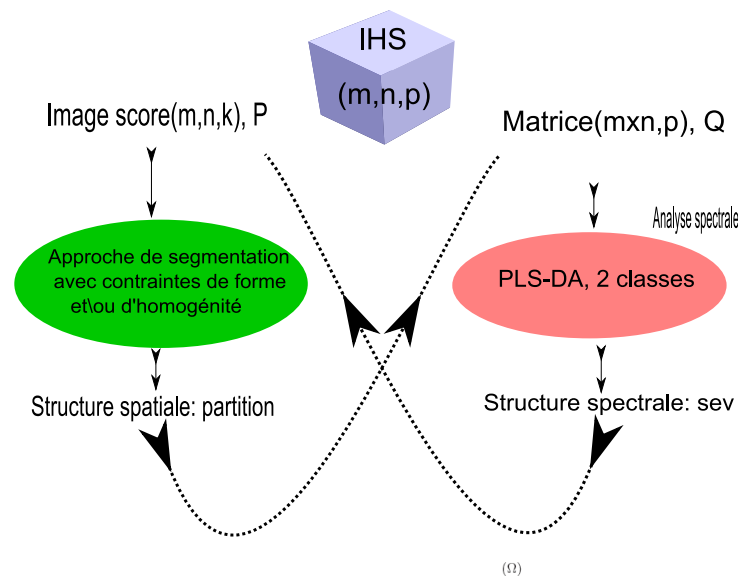 IHS
(m,n,p)
Image score(m,n,k), P
Matrice(mxn,p), Q
Analyse spectrale
Approche de segmentation
avec contraintes de forme
et\ou d'homogénité
PLS-DA, 2 classes
Structure spatiale: partition
Structure spectrale: sev
(Ω)